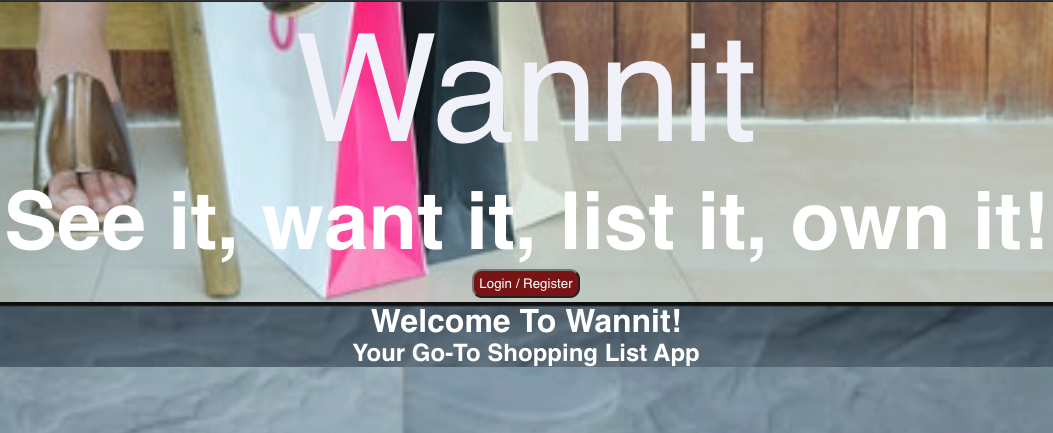 Wannit
See it, want it, list it, own it!
Login / Register
Welcome To Wannit!
Your Go-To Shopping List App